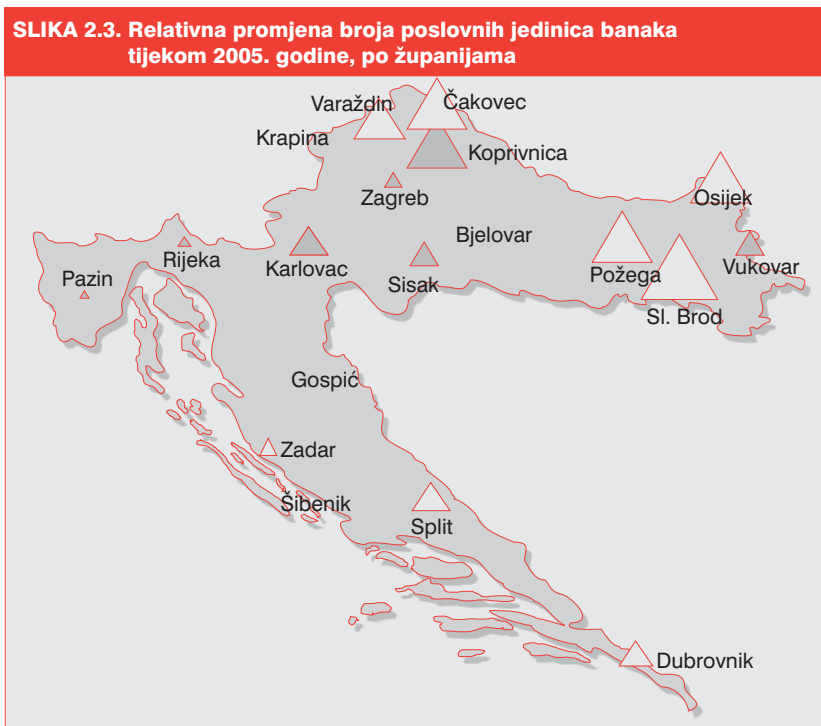 SLIKA 2.3. Relativna promjena broja poslovnih jedinica banaka
tijekom 2005. godine, po županijama
Varaždin
Čakovec
Krapina
Koprivnica
Zagreb
Osijek
Bjelovar
Rijeka
Karlovac
Pazin
Sisak
Požega
Vukovar
Sl. Brod
Gospić
Zadar
Šibenik
Split
Dubrovnik